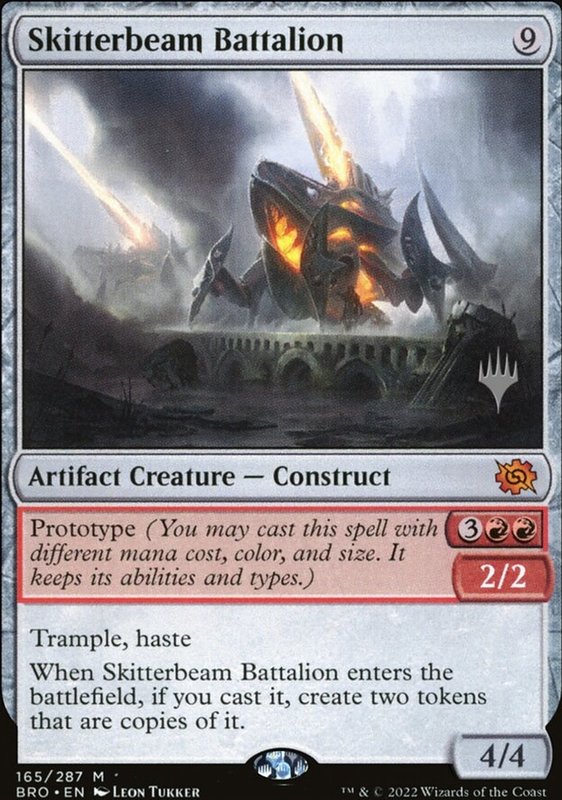 Skitterbeam Battalion 9
Artifact Creature — Construct
Prototype (You may cast this spell with 3
different mana cost, color, and size. It
keeps its abilities and types.) 2/2
Trample, haste
When Skitterbeam Battalion enters the
battlefield, if you cast it, create two tokens
that are copies of it.
4/4
165/287 M
BRO • EN Leon Tukker ™ & © 2022 Wizards of the Coast